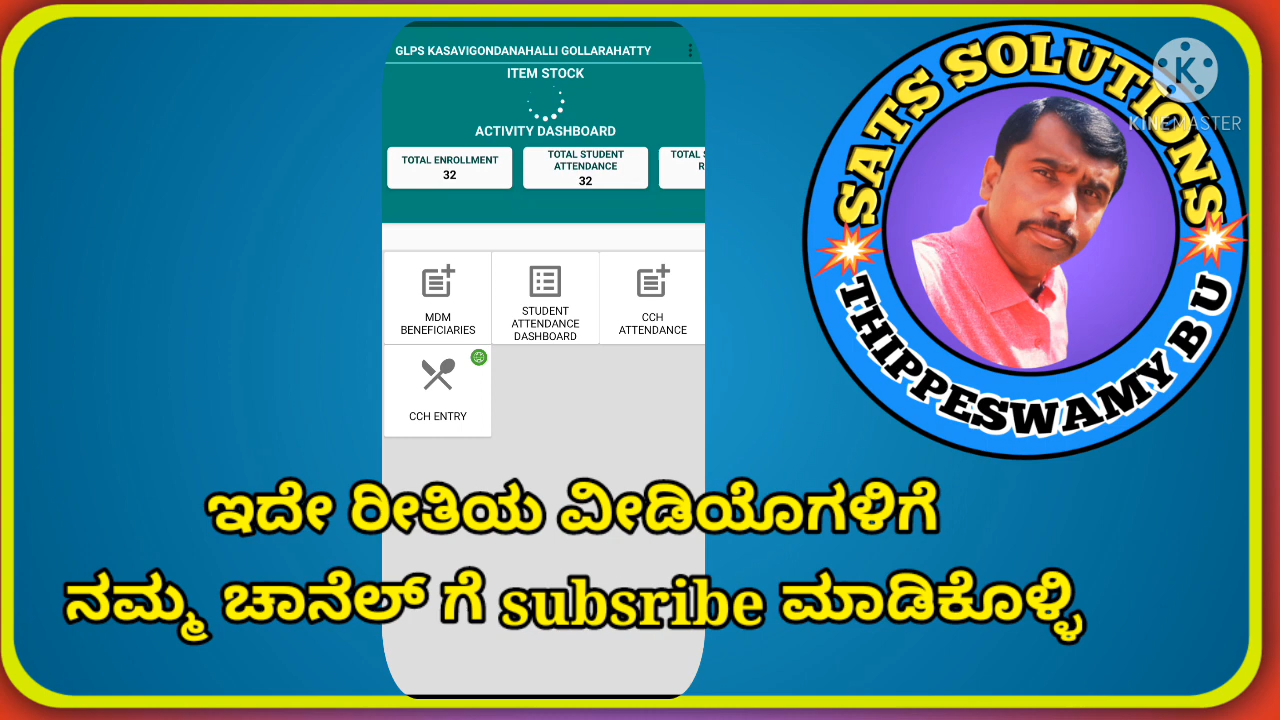 GLPS KASAVIGONDANAHALLI GOLLARAHATTY
ITEM STOCK
ACTIVITY DASHBOARD
TOTAL ENROLLMENT
32
TOTAL STUDENT
ATTENDANCE
32
TOTAL
MDM
BENEFICIARIES
STUDENT
ATTENDANCE
DASHBOARD
CCH
ATTENDANCE
CCH ENTRY
SATS SOLUTIONS
THIPPESWAMY B U
K
KINEMASTER
ಇದೇ ರೀತಿಯ ವೀಡಿಯೊಗಳಿಗೆ
ನಮ್ಮ ಚಾನೆಲ್ ಗೆ subsribe ಮಾಡಿಕೊಳ್ಳಿ